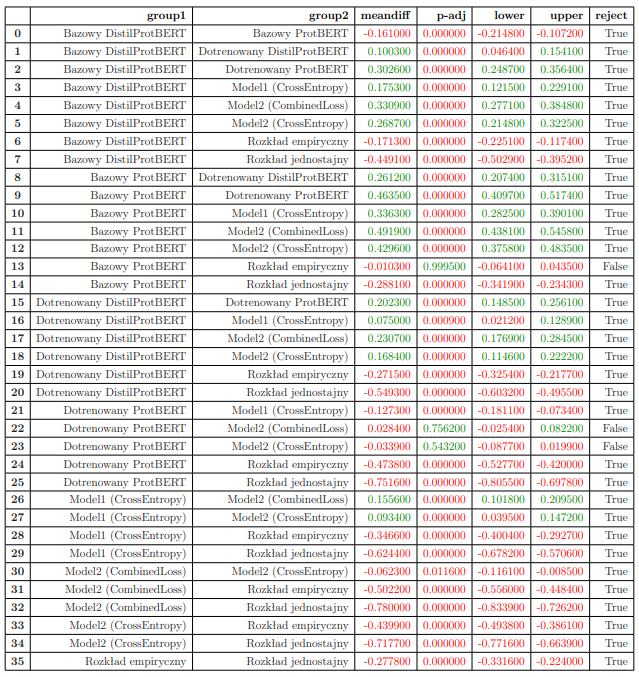 group1 group2 meandiff p-adj lower upper reject
0 Bazowy DistilProtBERT Bazowy ProtBERT -0.161000 0.000000 -0.214800 -0.107200 True
1 Bazowy DistilProtBERT Dotrenowany DistilProtBERT 0.100300 0.000000 0.046400 0.154100 True
2 Bazowy DistilProtBERT Dotrenowany ProtBERT 0.302600 0.000000 0.248700 0.356400 True
3 Bazowy DistilProtBERT Model1 (CrossEntropy) 0.175300 0.000000 0.121500 0.229100 True
4 Bazowy DistilProtBERT Model2 (CombinedLoss) 0.330900 0.000000 0.277100 0.384800 True
5 Bazowy DistilProtBERT Model2 (CrossEntropy) 0.268700 0.000000 0.214800 0.322500 True
6 Bazowy DistilProtBERT Rozkład empiryczny -0.171300 0.000000 -0.225100 -0.117400 True
7 Bazowy DistilProtBERT Rozkład jednostajny -0.449100 0.000000 -0.502900 -0.395200 True
8 Bazowy ProtBERT Dotrenowany DistilProtBERT 0.261200 0.000000 0.207400 0.315100 True
9 Bazowy ProtBERT Dotrenowany ProtBERT 0.463500 0.000000 0.409700 0.517400 True
10 Bazowy ProtBERT Model1 (CrossEntropy) 0.336300 0.000000 0.282500 0.390100 True
11 Bazowy ProtBERT Model2 (CombinedLoss) 0.491900 0.000000 0.438100 0.545800 True
12 Bazowy ProtBERT Model2 (CrossEntropy) 0.429600 0.000000 0.375800 0.483500 True
13 Bazowy ProtBERT Rozkład empiryczny -0.010300 0.999500 -0.064100 0.043500 False
14 Bazowy ProtBERT Rozkład jednostajny -0.288100 0.000000 -0.341900 -0.234300 True
15 Dotrenowany DistilProtBERT Dotrenowany ProtBERT 0.202300 0.000000 0.148500 0.256100 True
16 Dotrenowany DistilProtBERT Model1 (CrossEntropy) 0.075000 0.000900 0.021200 0.128900 True
17 Dotrenowany DistilProtBERT Model2 (CombinedLoss) 0.230700 0.000000 0.176900 0.284500 True
18 Dotrenowany DistilProtBERT Model2 (CrossEntropy) 0.168400 0.000000 0.114600 0.222200 True
19 Dotrenowany DistilProtBERT Rozkład empiryczny -0.271500 0.000000 -0.325400 -0.217700 True
20 Dotrenowany DistilProtBERT Rozkład jednostajny -0.549300 0.000000 -0.603200 -0.495500 True
21 Dotrenowany ProtBERT Model1 (CrossEntropy) -0.127300 0.000000 -0.181100 -0.073400 True
22 Dotrenowany ProtBERT Model2 (CombinedLoss) 0.028400 0.756200 -0.025400 0.082200 False
23 Dotrenowany ProtBERT Model2 (CrossEntropy) -0.033900 0.543200 -0.087700 0.019900 False
24 Dotrenowany ProtBERT Rozkład empiryczny -0.473800 0.000000 -0.527700 -0.420000 True
25 Dotrenowany ProtBERT Rozkład jednostajny -0.751600 0.000000 -0.805500 -0.697800 True
26 Model1 (CrossEntropy) Model2 (CombinedLoss) 0.155600 0.000000 0.101800 0.209500 True
27 Model1 (CrossEntropy) Model2 (CrossEntropy) 0.093400 0.000000 0.039500 0.147200 True
28 Model1 (CrossEntropy) Rozkład empiryczny -0.346600 0.000000 -0.400400 -0.292700 True
29 Model1 (CrossEntropy) Rozkład jednostajny -0.624400 0.000000 -0.678200 -0.570600 True
30 Model2 (CombinedLoss) Model2 (CrossEntropy) -0.062300 0.011600 -0.116100 -0.008500 True
31 Model2 (CombinedLoss) Rozkład empiryczny -0.502200 0.000000 -0.556000 -0.448400 True
32 Model2 (CombinedLoss) Rozkład jednostajny -0.780000 0.000000 -0.833900 -0.726200 True
33 Model2 (CrossEntropy) Rozkład empiryczny -0.439900 0.000000 -0.493800 -0.386100 True
34 Model2 (CrossEntropy) Rozkład jednostajny -0.717700 0.000000 -0.771600 -0.663900 True
35 Rozkład empiryczny Rozkład jednostajny -0.277800 0.000000 -0.331600 -0.224000 True